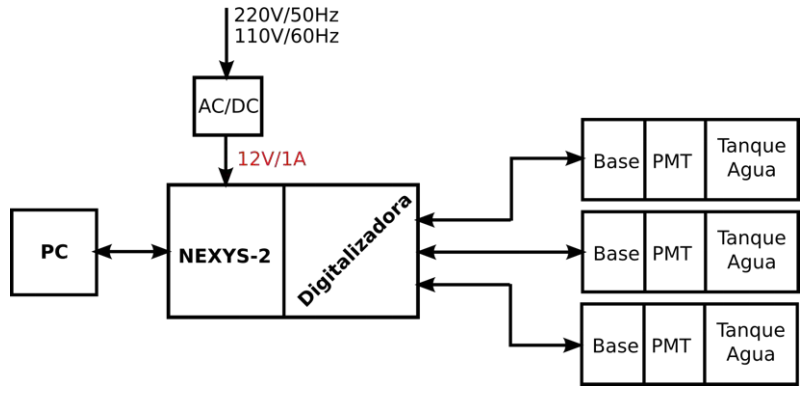 220V/50Hz
110V/60Hz
AC/DC
12V/1A
PC
NEXYS-2
Digitalizadora
Base
PMT
Tanque
Agua
Base
PMT
Tanque
Agua
Base
PMT
Tanque
Agua